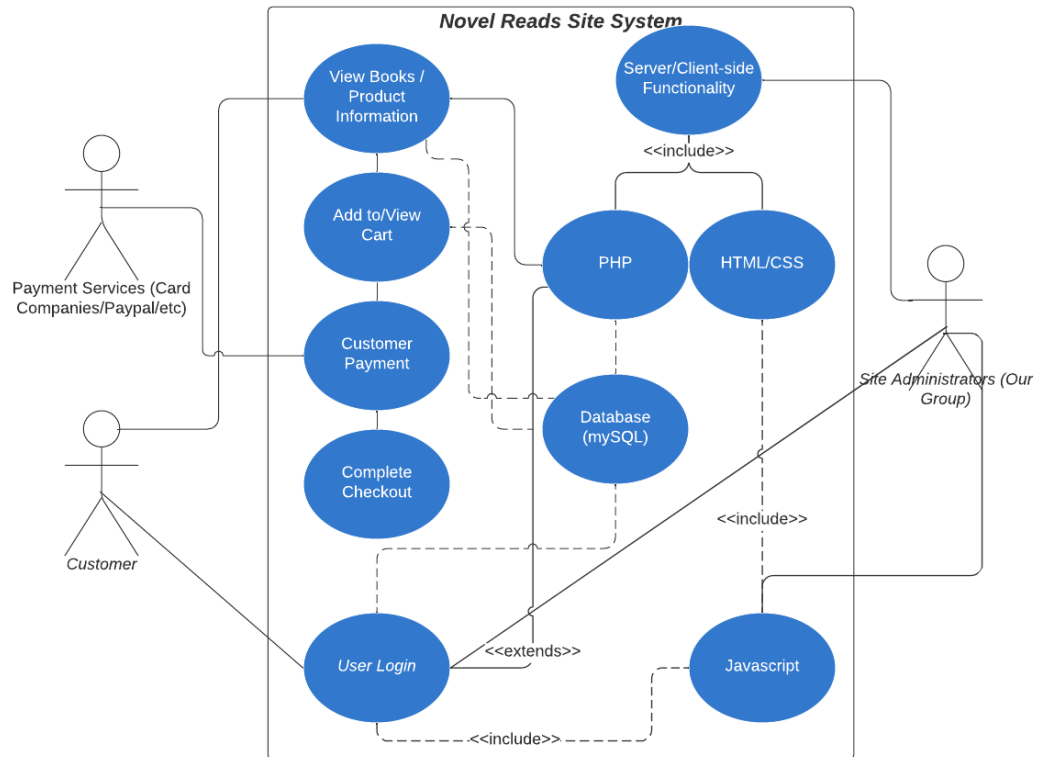 Novel Reads Site System
View Books /
Product
Information
Server/Client-side
Functionality
<<include>>
Add to/View
Cart
PHP
HTML/CSS
Payment Services (Card
Companies/Paypal/etc)
Customer
Payment
Site Administrators (Our
Group)
Database
(mySQL)
Complete
Checkout
<<include>>
Customer
<<extends>>
User Login
Javascript
<<include>>